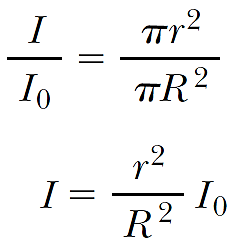 I/I₀ = πr²/πR²
I = r²/R² I₀